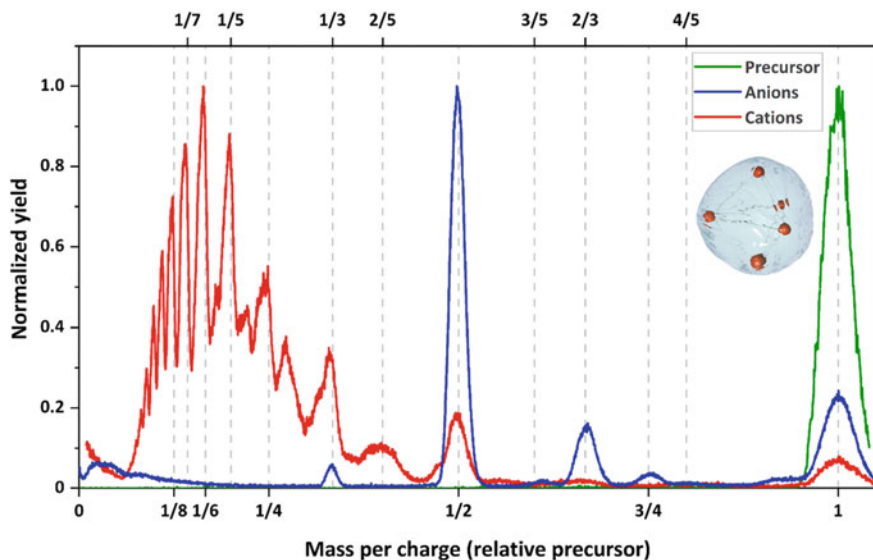 1/7 1/5 1/3 2/5 3/5 2/3 4/5
Precursor
Anions
Cations
1.0
0.8
0.6
0.4
0.2
0
Normalized yield
0 1/8 1/6 1/4 1/2 3/4 1
Mass per charge (relative precursor)